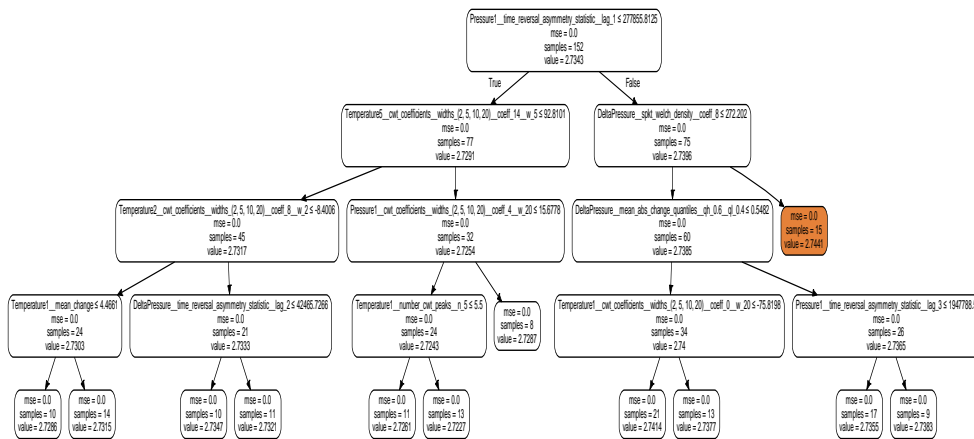 Pressure1__time_reversal_asymmetry_statistic__lag_1 ≤ 277855.8125
mse = 0.0
samples = 152
value = 2.7343
True
False
Temperature5__cwt_coefficients__widths_(2, 5, 10, 20)__coeff_14__w_5 ≤ 92.8101
mse = 0.0
samples = 77
value = 2.7291
DeltaPressure__spkt_welch_density__coeff_8 ≤ 272.202
mse = 0.0
samples = 75
value = 2.7396
Temperature2__cwt_coefficients__widths_(2, 5, 10, 20)__coeff_8__w_2 ≤ -8.4006
mse = 0.0
samples = 45
value = 2.7317
Pressure1__cwt_coefficients__widths_(2, 5, 10, 20)__coeff_4__w_20 ≤ 15.6778
mse = 0.0
samples = 32
value = 2.7254
DeltaPressure__mean_abs_change_quantiles__qh_0.6__ql_0.4 ≤ 0.5482
mse = 0.0
samples = 60
value = 2.7385
mse = 0.0
samples = 15
value = 2.7441
Temperature1__mean_change ≤ 4.4661
mse = 0.0
samples = 24
value = 2.7303
DeltaPressure__time_reversal_asymmetry_statistic__lag_2 ≤ 42465.7266
mse = 0.0
samples = 21
value = 2.7333
Temperature1__number_cwt_peaks__n_5 ≤ 5.5
mse = 0.0
samples = 24
value = 2.7243
mse = 0.0
samples = 8
value = 2.7287
Temperature1__cwt_coefficients__widths_(2, 5, 10, 20)__coeff_0__w_20 ≤ -75.8198
mse = 0.0
samples = 34
value = 2.74
Pressure1__time_reversal_asymmetry_statistic__lag_3 ≤ 1947788.5
mse = 0.0
samples = 26
value = 2.7365
mse = 0.0
samples = 10
value = 2.7286
mse = 0.0
samples = 14
value = 2.7315
mse = 0.0
samples = 10
value = 2.7347
mse = 0.0
samples = 11
value = 2.7321
mse = 0.0
samples = 11
value = 2.7261
mse = 0.0
samples = 13
value = 2.7227
mse = 0.0
samples = 21
value = 2.7414
mse = 0.0
samples = 13
value = 2.7377
mse = 0.0
samples = 17
value = 2.7355
mse = 0.0
samples = 9
value = 2.7383